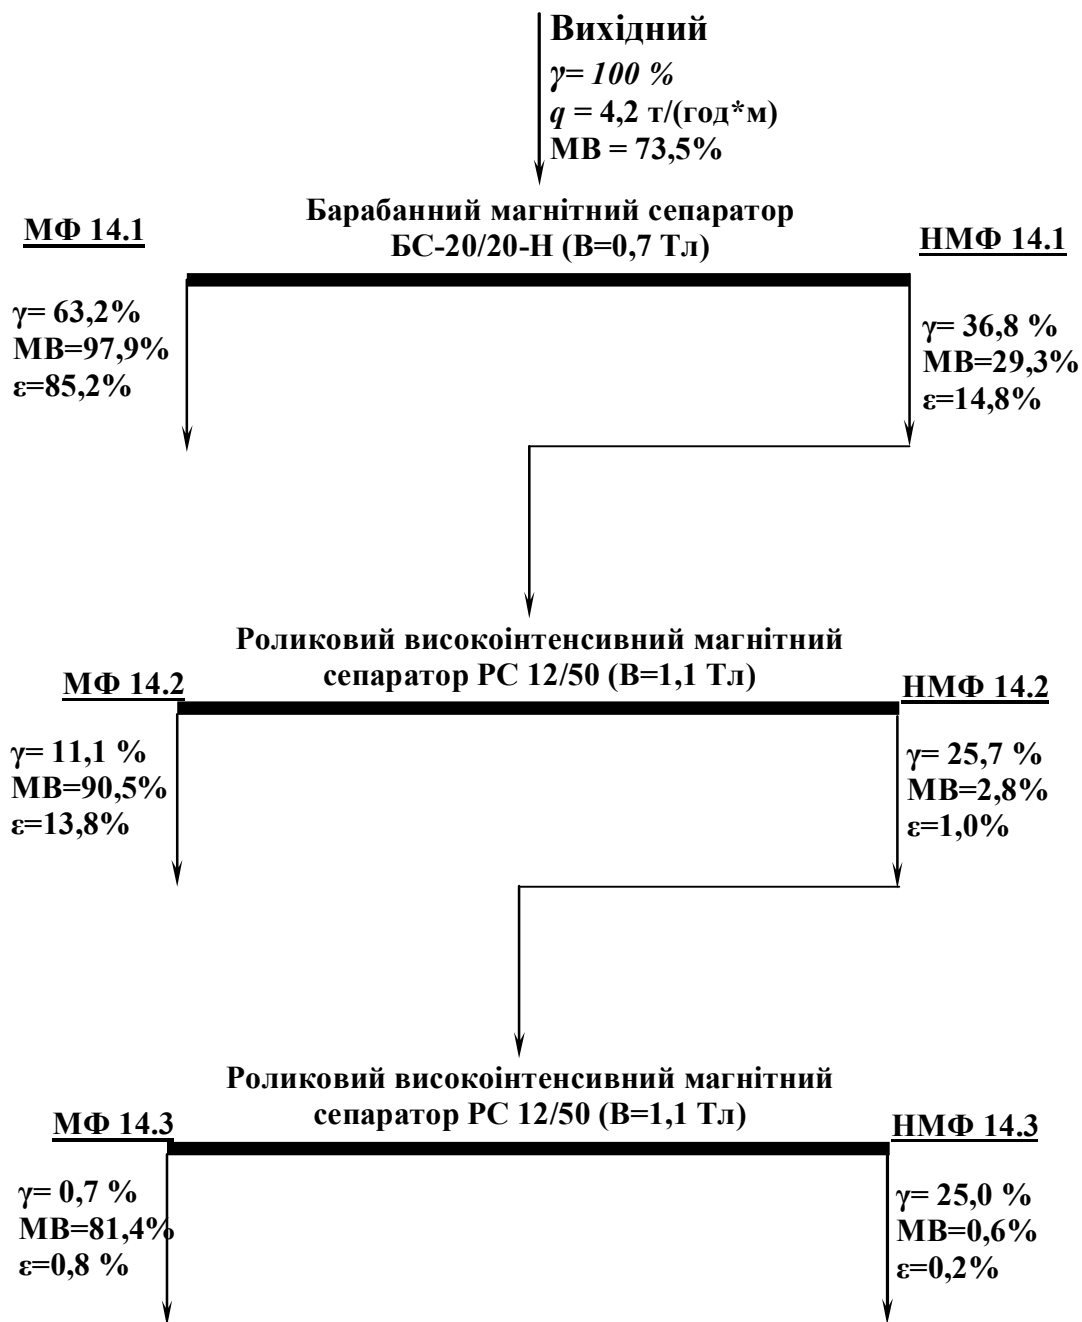 Вихідний
γ= 100 %
q = 4,2 т/(год*м)
МВ = 73,5%
Барабанний магнітний сепаратор
БС-20/20-Н (В=0,7 Тл)
МФ 14.1
НМФ 14.1
γ= 63,2%
МВ=97,9%
ε=85,2%
γ= 36,8 %
МВ=29,3%
ε=14,8%
Роликовий високоінтенсивний магнітний
сепаратор РС 12/50 (В=1,1 Тл)
МФ 14.2
НМФ 14.2
γ= 11,1 %
МВ=90,5%
ε=13,8%
γ= 25,7 %
МВ=2,8%
ε=1,0%
Роликовий високоінтенсивний магнітний
сепаратор РС 12/50 (В=1,1 Тл)
МФ 14.3
НМФ 14.3
γ= 0,7 %
МВ=81,4%
ε=0,8 %
γ= 25,0 %
МВ=0,6%
ε=0,2%